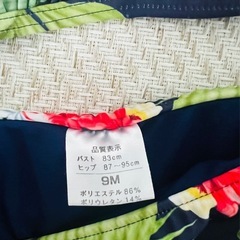 品質表示
バスト 83cm
ヒップ 87～95cm
9M
ポリエステル 86%
ポリウレタン 14%